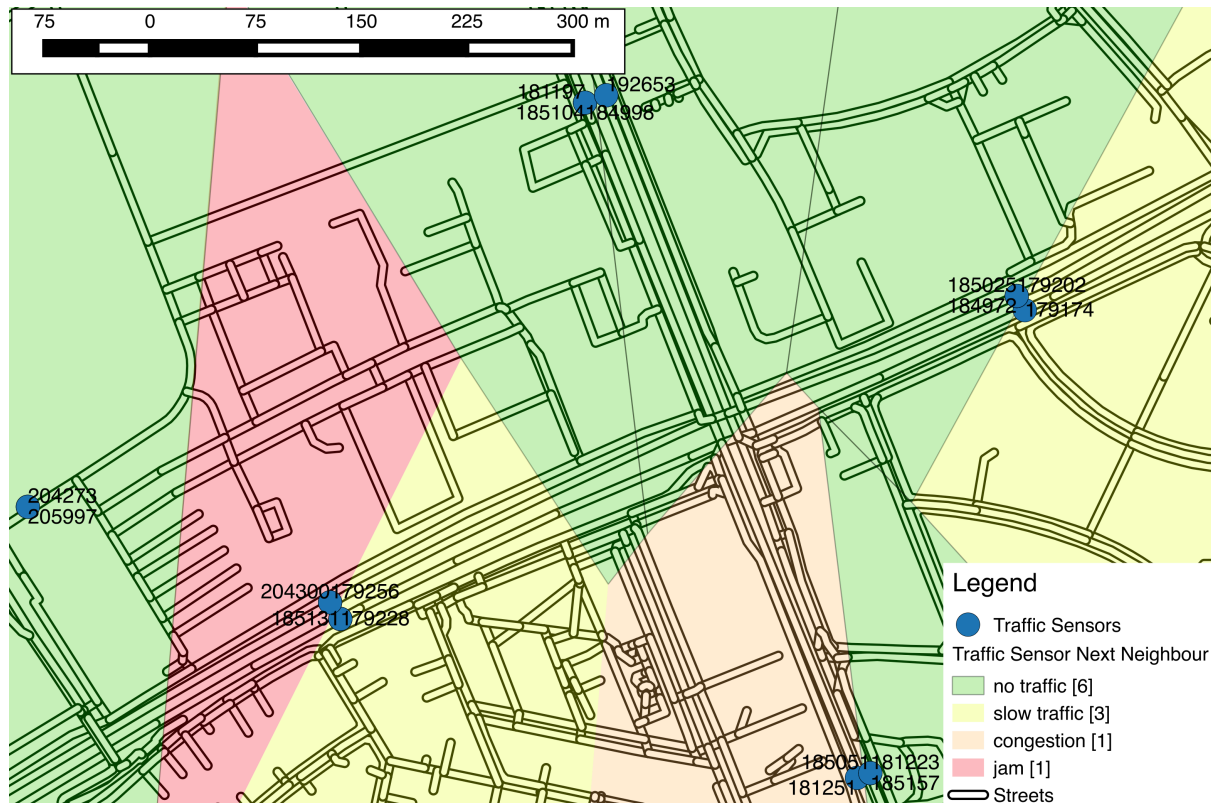 75 0 75 150 225 300 m
181197 192653
185104184998
185025179202
184972 179174
204273
205997
204300179256
185131179228
185051181223
181251 185157
Legend
Traffic Sensors
Traffic Sensor Next Neighbour
no traffic [6]
slow traffic [3]
congestion [1]
jam [1]
Streets